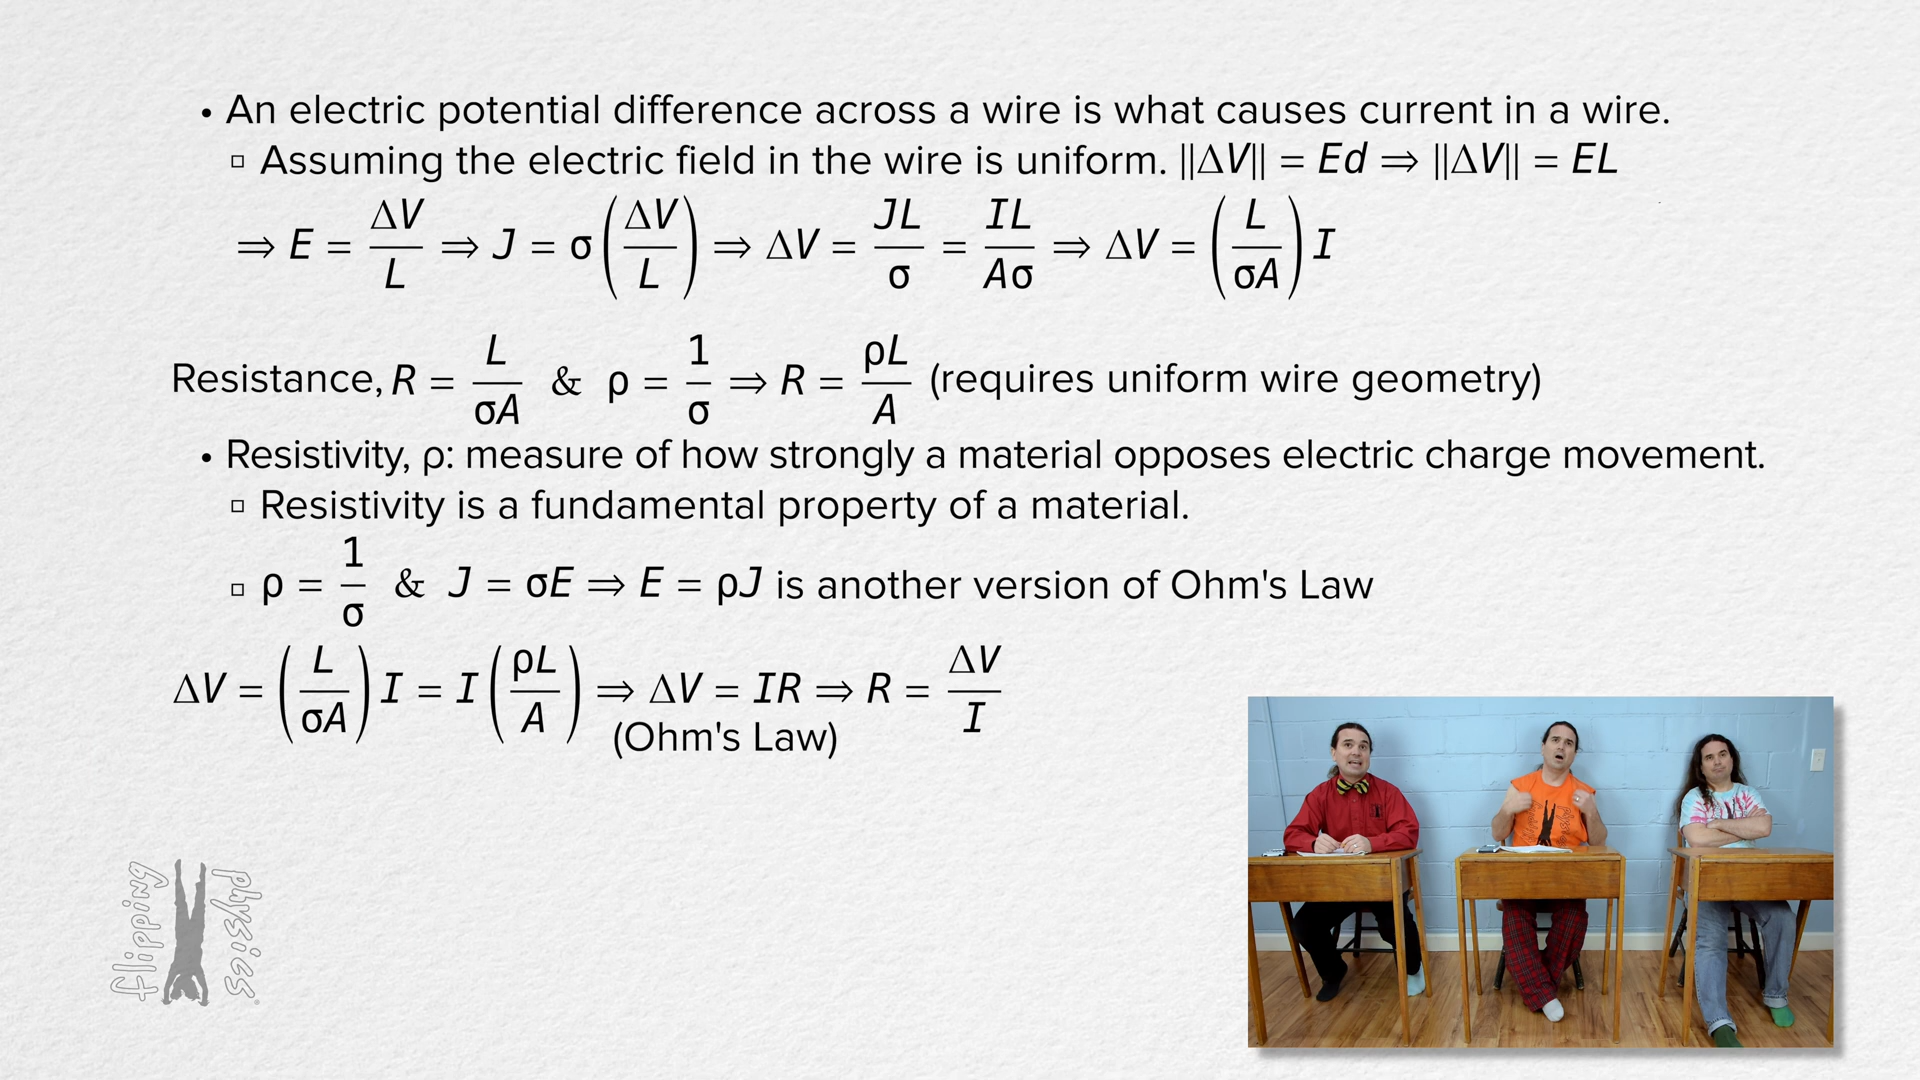 • An electric potential difference across a wire is what causes current in a wire.
▫ Assuming the electric field in the wire is uniform. ||ΔV|| = Ed ⇒ ||ΔV|| = EL
⇒ E = ΔV/L ⇒ J = σ(ΔV/L) ⇒ ΔV = JL/σ = IL/Aσ ⇒ ΔV = (L/σA) I
Resistance, R = L/σA & ρ = 1/σ ⇒ R = ρL/A (requires uniform wire geometry)
• Resistivity, ρ: measure of how strongly a material opposes electric charge movement.
▫ Resistivity is a fundamental property of a material.
▫ ρ = 1/σ & J = σE ⇒ E = ρJ is another version of Ohm's Law
ΔV = (L/σA) I = I (ρL/A) ⇒ ΔV = IR ⇒ R = ΔV/I
(Ohm's Law)
flipping
physics